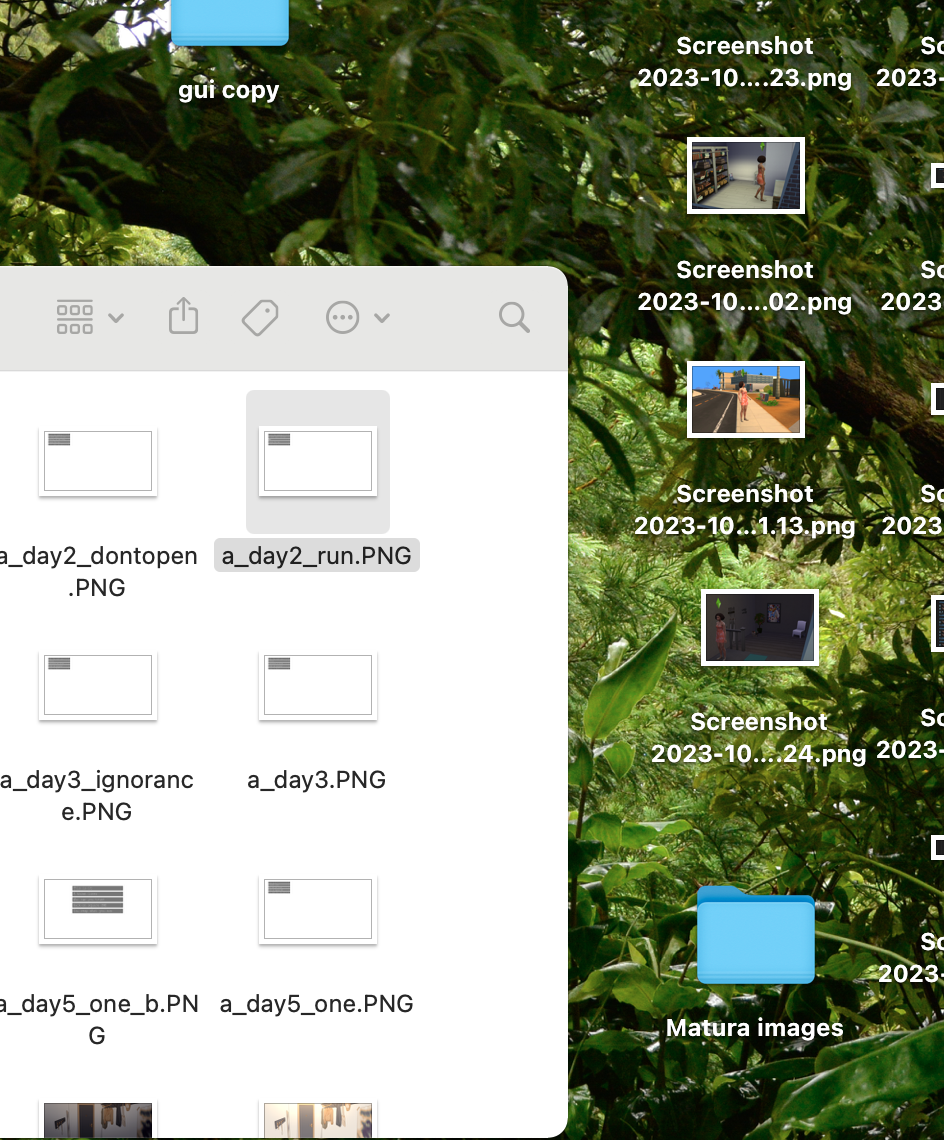 gui copy
Screenshot
2023-10....23.png
Sc
2023-
Screenshot
2023-10....02.png
Sc
2023
Screenshot
2023-10...1.13.png
Sc
2023
Screenshot
2023-10....24.png
Sc
2023-
Sc
2023-
Matura images
a_day2_dontopen
.PNG
a_day2_run.PNG
a_day3_ignoranc
e.PNG
a_day3.PNG
a_day5_one_b.PN
G
a_day5_one.PNG